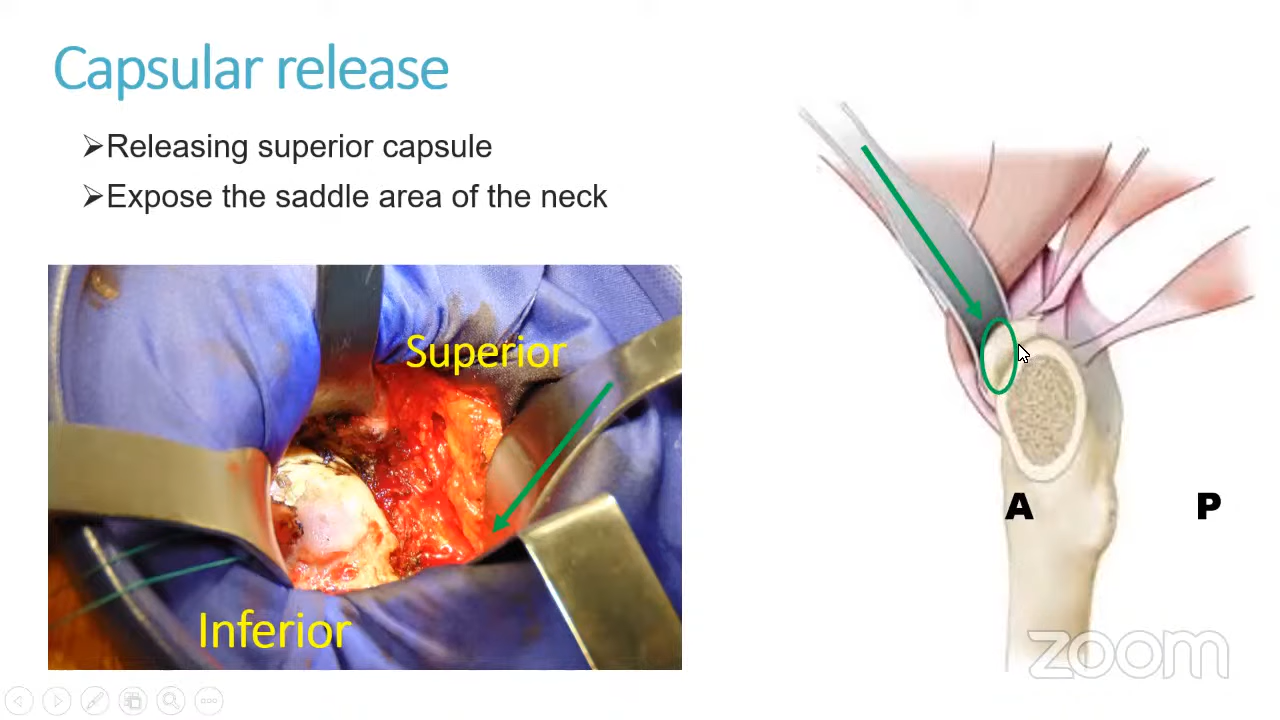 Capsular release
➢Releasing superior capsule
➢Expose the saddle area of the neck
Superior
Inferior
A P
zoom